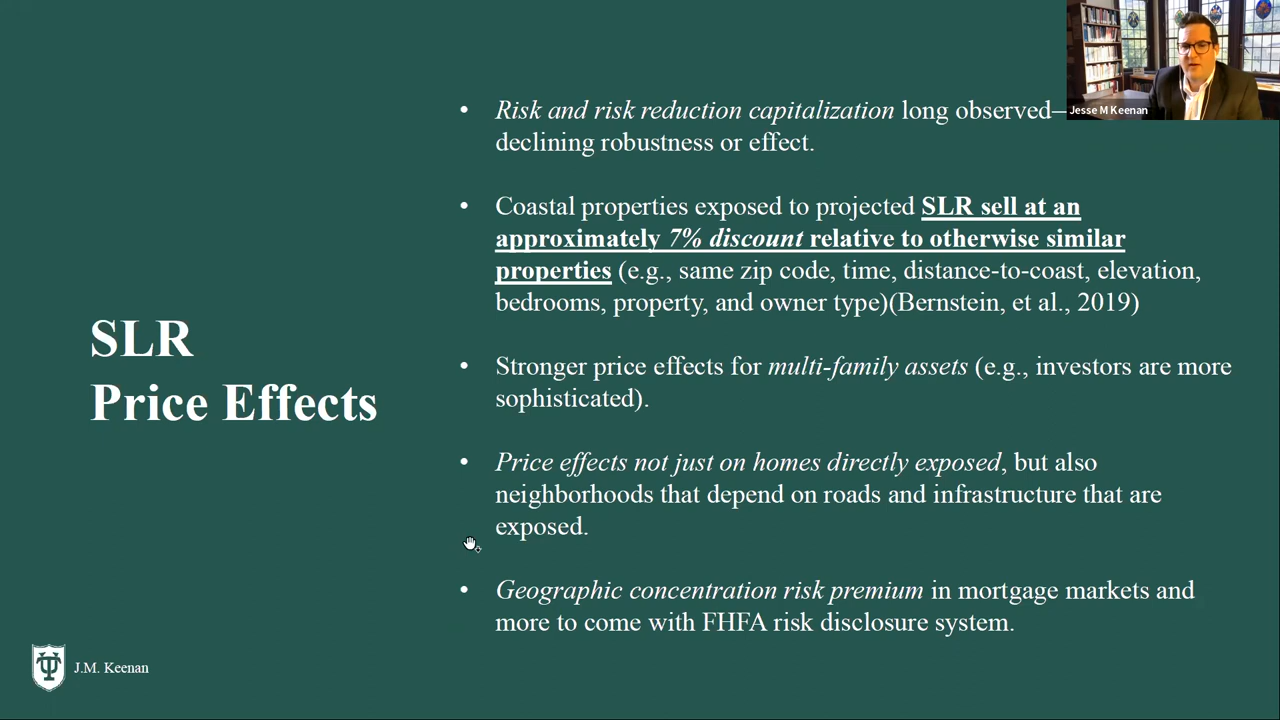 Jesse M Keenan
SLR
Price Effects
• Risk and risk reduction capitalization long observed—
declining robustness or effect.
• Coastal properties exposed to projected SLR sell at an
approximately 7% discount relative to otherwise similar
properties (e.g., same zip code, time, distance-to-coast, elevation,
bedrooms, property, and owner type)(Bernstein, et al., 2019)
• Stronger price effects for multi-family assets (e.g., investors are more
sophisticated).
• Price effects not just on homes directly exposed, but also
neighborhoods that depend on roads and infrastructure that are
exposed.
• Geographic concentration risk premium in mortgage markets and
more to come with FHFA risk disclosure system.
J.M. Keenan